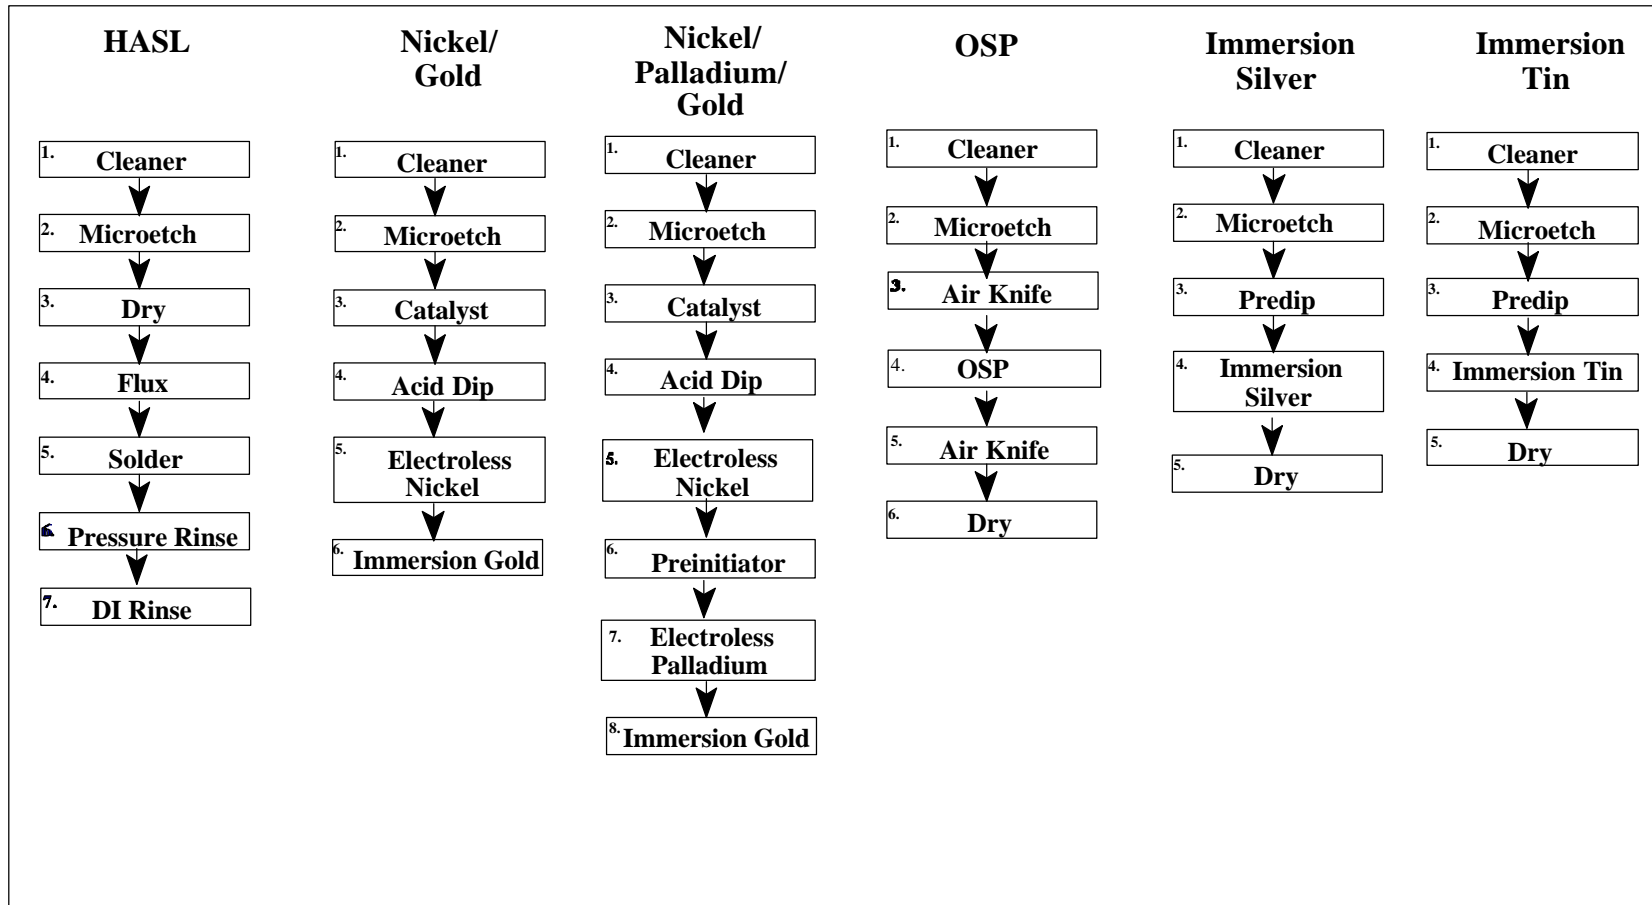 HASL
1. Cleaner
2. Microetch
3. Dry
4. Flux
5. Solder
6. Pressure Rinse
7. DI Rinse
Nickel/
Gold
1. Cleaner
2. Microetch
3. Catalyst
4. Acid Dip
5. Electroless
Nickel
6. Immersion Gold
Nickel/
Palladium/
Gold
1. Cleaner
2. Microetch
3. Catalyst
4. Acid Dip
5. Electroless
Nickel
6. Preinitiator
7. Electroless
Palladium
8. Immersion Gold
OSP
1. Cleaner
2. Microetch
3. Air Knife
4. OSP
5. Air Knife
6. Dry
Immersion
Silver
1. Cleaner
2. Microetch
3. Predip
4. Immersion
Silver
5. Dry
Immersion
Tin
1. Cleaner
2. Microetch
3. Predip
4. Immersion Tin
5. Dry